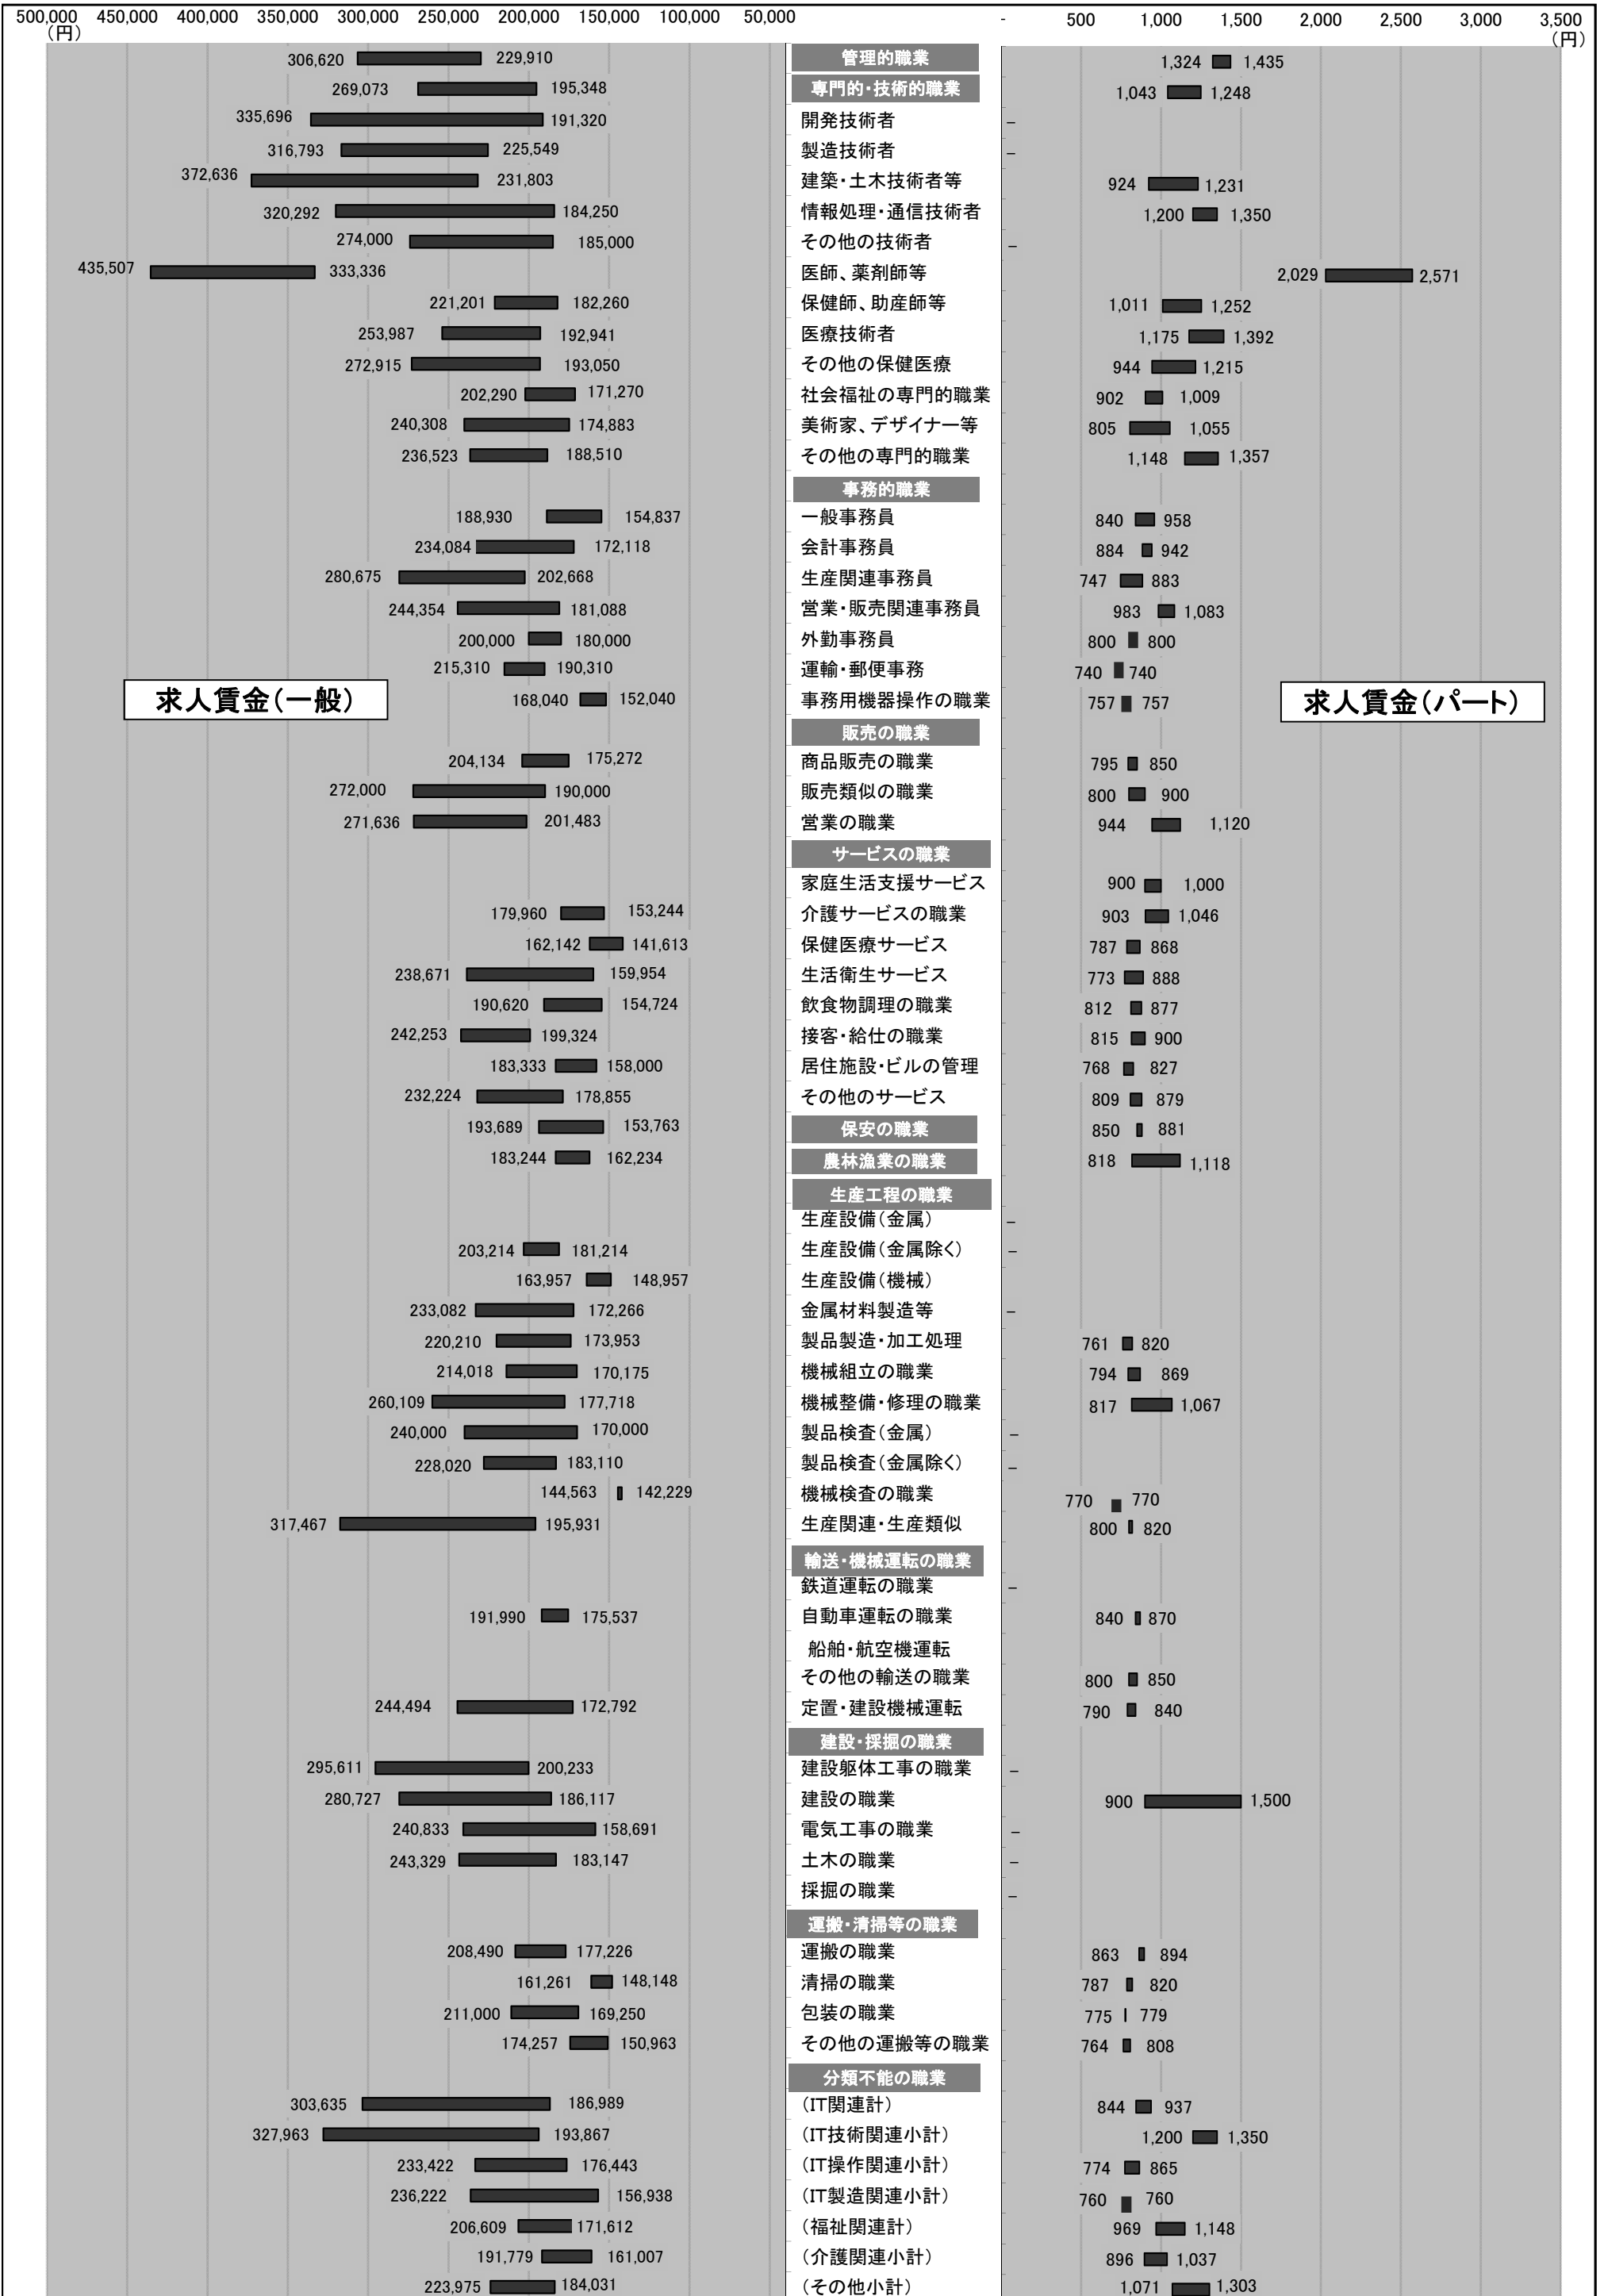 500,000 450,000 400,000 350,000 300,000 250,000 200,000 150,000 100,000 50,000 - 500 1,000 1,500 2,000 2,500 3,000 3,500
(円) (円)
306,620 229,910 管理的職業 1,324 1,435
269,073 195,348 専門的・技術的職業 1,043 1,248
335,696 191,320 開発技術者 –
316,793 225,549 製造技術者 –
372,636 231,803 建築・土木技術者等 924 1,231
320,292 184,250 情報処理・通信技術者 1,200 1,350
274,000 185,000 その他の技術者 –
435,507 333,336 医師、薬剤師等 2,029 2,571
221,201 182,260 保健師、助産師等 1,011 1,252
253,987 192,941 医療技術者 1,175 1,392
272,915 193,050 その他の保健医療 944 1,215
202,290 171,270 社会福祉の専門的職業 902 1,009
240,308 174,883 美術家、デザイナー等 805 1,055
236,523 188,510 その他の専門的職業 1,148 1,357
事務的職業
188,930 154,837 一般事務員 840 958
234,084 172,118 会計事務員 884 942
280,675 202,668 生産関連事務員 747 883
244,354 181,088 営業・販売関連事務員 983 1,083
200,000 180,000 外勤事務員 800 800
215,310 190,310 運輸・郵便事務 740 740
求人賃金(一般) 168,040 152,040 事務用機器操作の職業 757 757 求人賃金(パート)
販売の職業
204,134 175,272 商品販売の職業 795 850
272,000 190,000 販売類似の職業 800 900
271,636 201,483 営業の職業 944 1,120
サービスの職業
家庭生活支援サービス 900 1,000
179,960 153,244 介護サービスの職業 903 1,046
162,142 141,613 保健医療サービス 787 868
238,671 159,954 生活衛生サービス 773 888
190,620 154,724 飲食物調理の職業 812 877
242,253 199,324 接客・給仕の職業 815 900
183,333 158,000 居住施設・ビルの管理 768 827
232,224 178,855 その他のサービス 809 879
193,689 153,763 保安の職業 850 881
183,244 162,234 農林漁業の職業 818 1,118
生産工程の職業
生産設備(金属) –
203,214 181,214 生産設備(金属除く) –
163,957 148,957 生産設備(機械)
233,082 172,266 金属材料製造等 –
220,210 173,953 製品製造・加工処理 761 820
214,018 170,175 機械組立の職業 794 869
260,109 177,718 機械整備・修理の職業 817 1,067
240,000 170,000 製品検査(金属) –
228,020 183,110 製品検査(金属除く) –
144,563 142,229 機械検査の職業 770 770
317,467 195,931 生産関連・生産類似 800 820
輸送・機械運転の職業
鉄道運転の職業 –
191,990 175,537 自動車運転の職業 840 870
船舶・航空機運転
その他の輸送の職業 800 850
244,494 172,792 定置・建設機械運転 790 840
建設・採掘の職業
295,611 200,233 建設躯体工事の職業 –
280,727 186,117 建設の職業 900 1,500
240,833 158,691 電気工事の職業 –
243,329 183,147 土木の職業 –
採掘の職業 –
運搬・清掃等の職業
208,490 177,226 運搬の職業 863 894
161,261 148,148 清掃の職業 787 820
211,000 169,250 包装の職業 775 779
174,257 150,963 その他の運搬等の職業 764 808
分類不能の職業
303,635 186,989 (IT関連計) 844 937
327,963 193,867 (IT技術関連小計) 1,200 1,350
233,422 176,443 (IT操作関連小計) 774 865
236,222 156,938 (IT製造関連小計) 760 760
206,609 171,612 (福祉関連計) 969 1,148
191,779 161,007 (介護関連小計) 896 1,037
223,975 184,031 (その他小計) 1,071 1,303